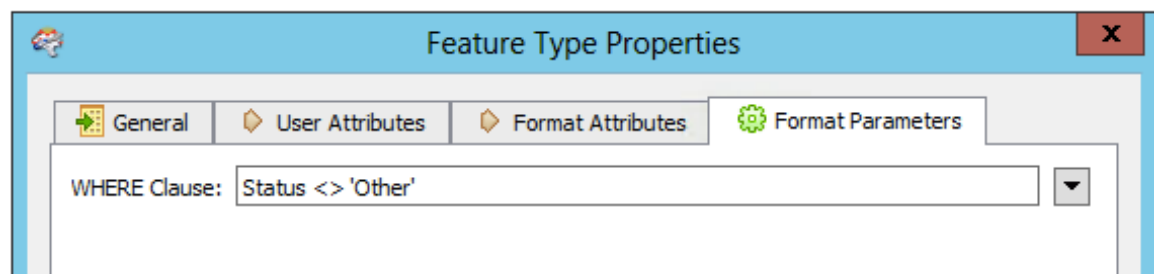 Feature Type Properties
x
General User Attributes Format Attributes Format Parameters
WHERE Clause: Status <> 'Other'